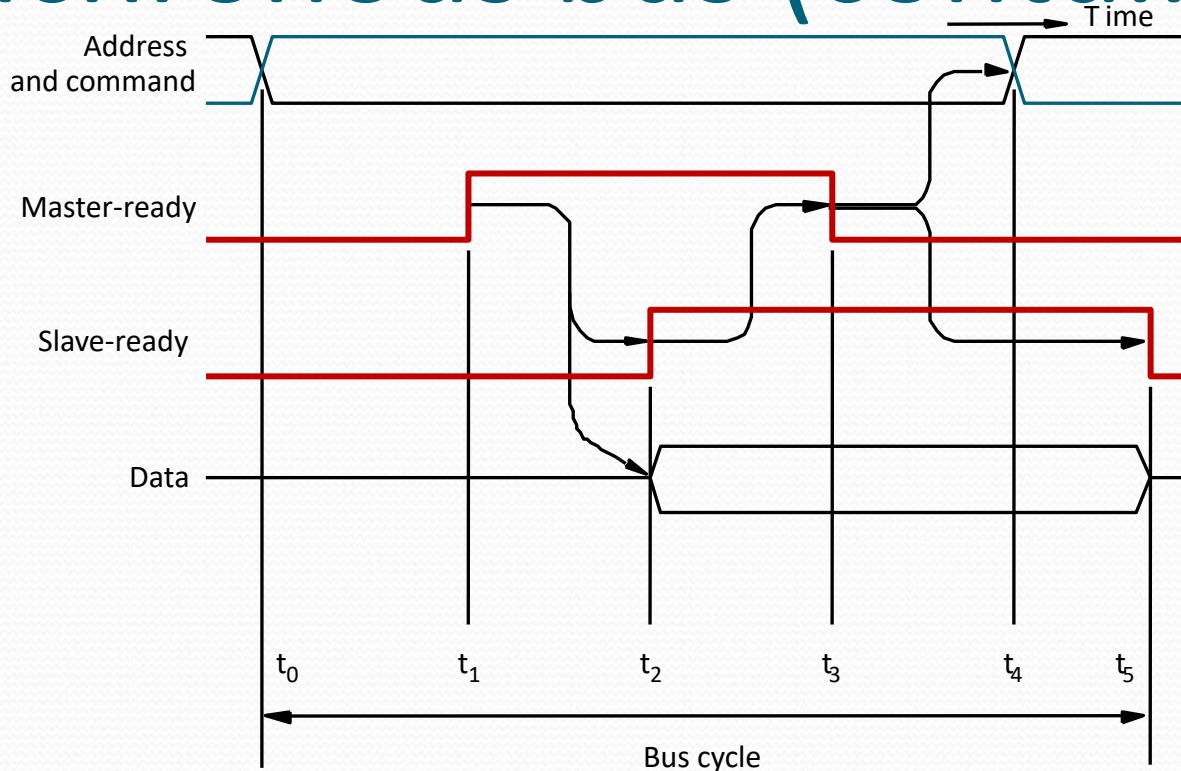 Time
Address
and command
Master-ready
Slave-ready
Data
t0 t1 t2 t3 t4 t5
Bus cycle